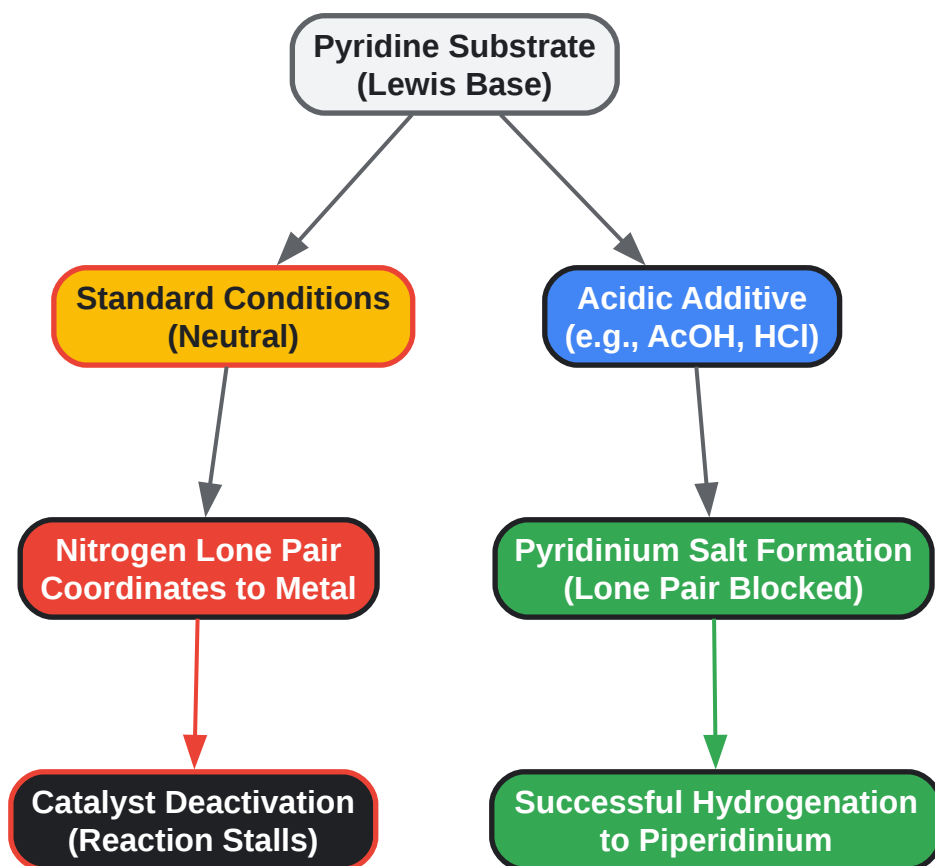 Pyridine Substrate
(Lewis Base)
Standard Conditions
(Neutral)
Acidic Additive
(e.g., AcOH, HCl)
Nitrogen Lone Pair
Coordinates to Metal
Pyridinium Salt Formation
(Lone Pair Blocked)
Catalyst Deactivation
(Reaction Stalls)
Successful Hydrogenation
to Piperidinium